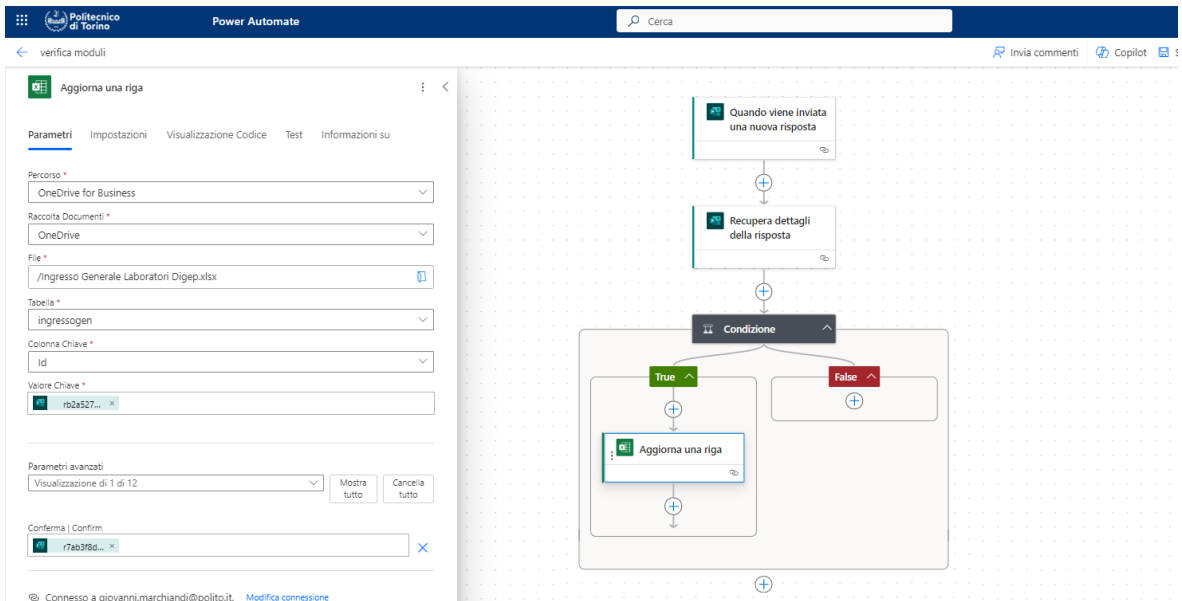 Politecnico
di Torino
Power Automate
Cerca
verifica moduli
Invia commenti
Copilot
S
Aggiorna una riga
Parametri Impostazioni Visualizzazione Codice Test Informazioni su
Percorso *
OneDrive for Business
Raccolta Documenti *
OneDrive
File *
/Ingresso Generale Laboratori Digep.xlsx
Tabella *
ingressogen
Colonna Chiave *
Id
Valore Chiave *
rb2a527... ×
Parametri avanzati
Visualizzazione di 1 di 12
Mostra
tutto
Cancella
tutto
Conferma | Confirm
r7ab3f8d... ×
Connesso a giovanni.marchiandi@polito.it. Modifica connessione
Quando viene inviata
una nuova risposta
Recupera dettagli
della risposta
Condizione
True
False
Aggiorna una riga